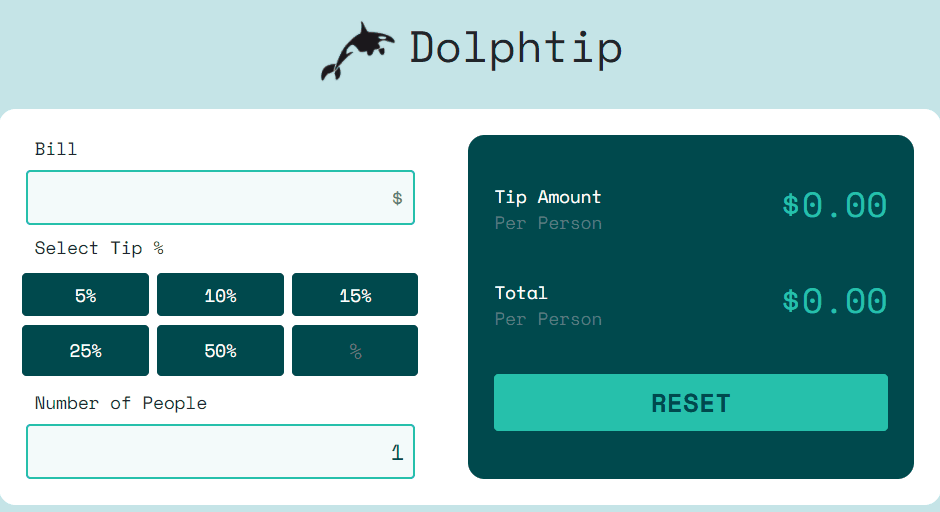 Dolphtip
Bill
$
Select Tip %
5% 10% 15%
25% 50% %
Number of People
1
Tip Amount
Per Person
$0.00
Total
Per Person
$0.00
RESET